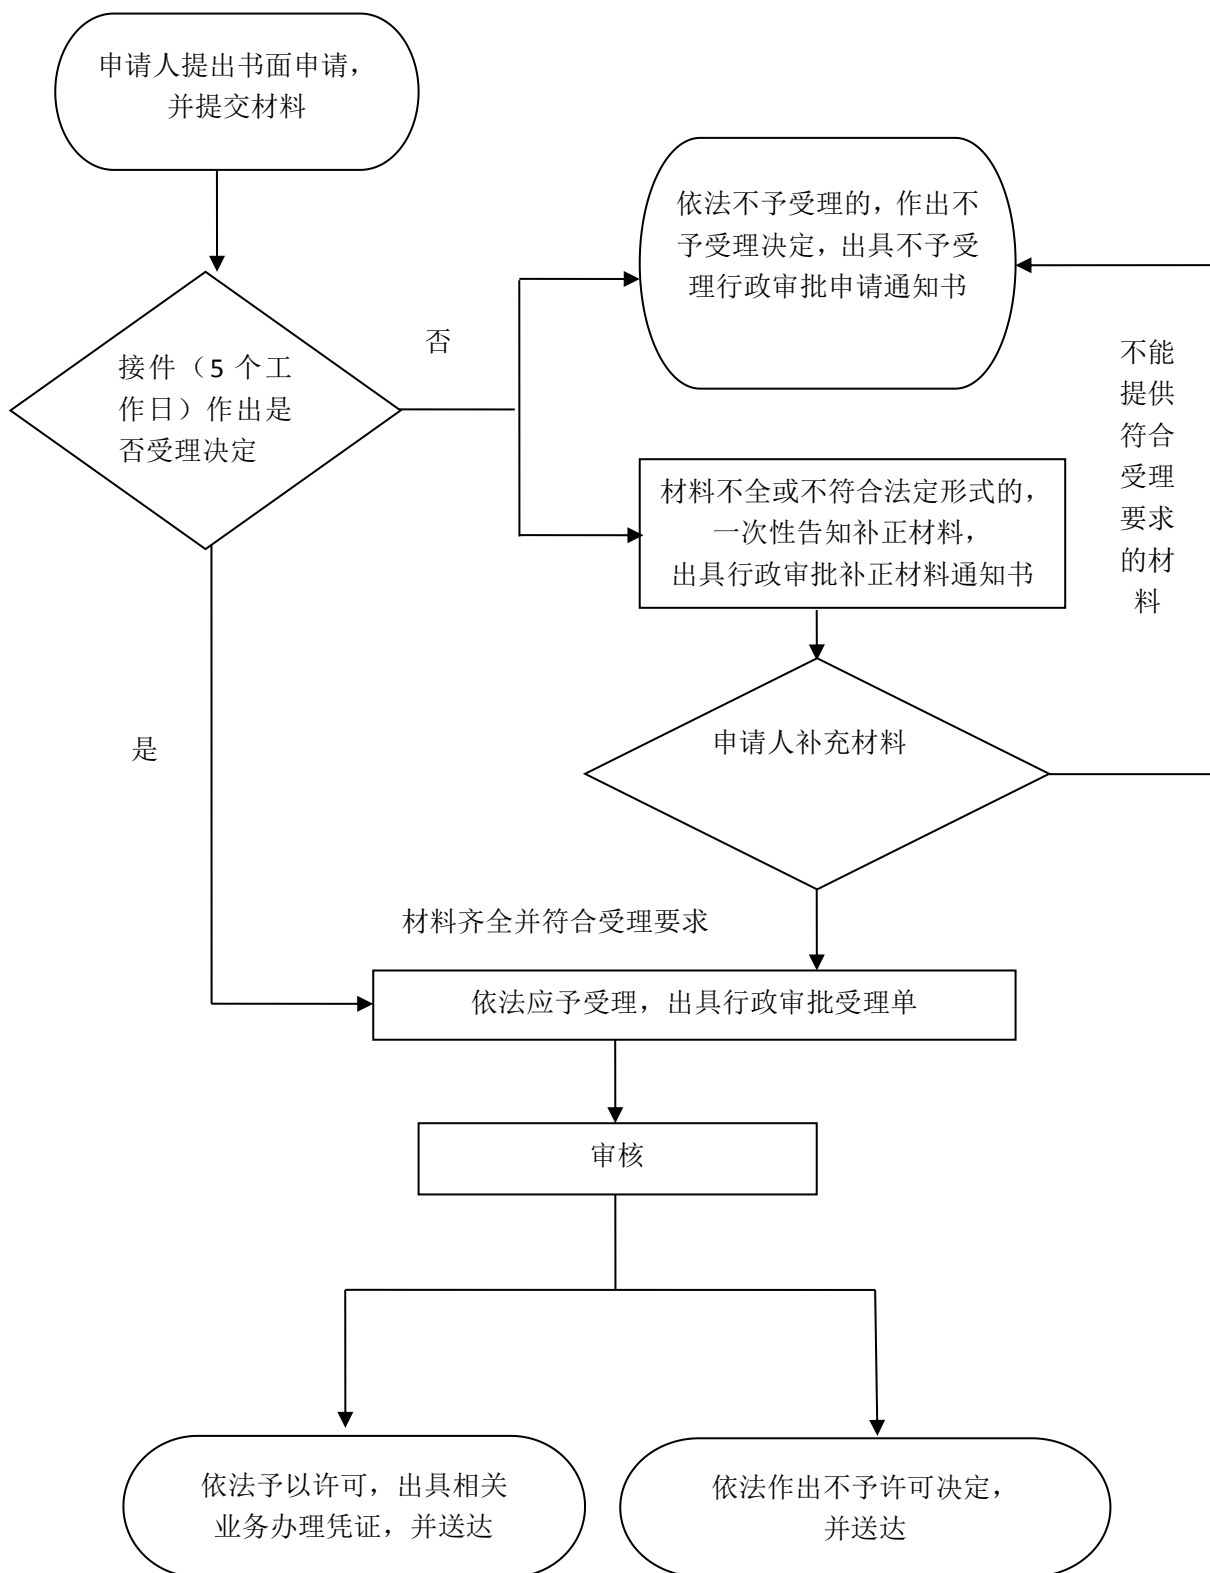 申请人提出书面申请，
并提交材料
依法不予受理的，作出不
予受理决定，出具不予受
理行政审批申请通知书
否
接件（5 个工
作日）作出是
否受理决定
不能
提供
符合
受理
要求
的材
料
材料不全或不符合法定形式的，
一次性告知补正材料，
出具行政审批补正材料通知书
是
申请人补充材料
材料齐全并符合受理要求
依法应予受理，出具行政审批受理单
审核
依法予以许可，出具相关
业务办理凭证，并送达
依法作出不予许可决定，
并送达